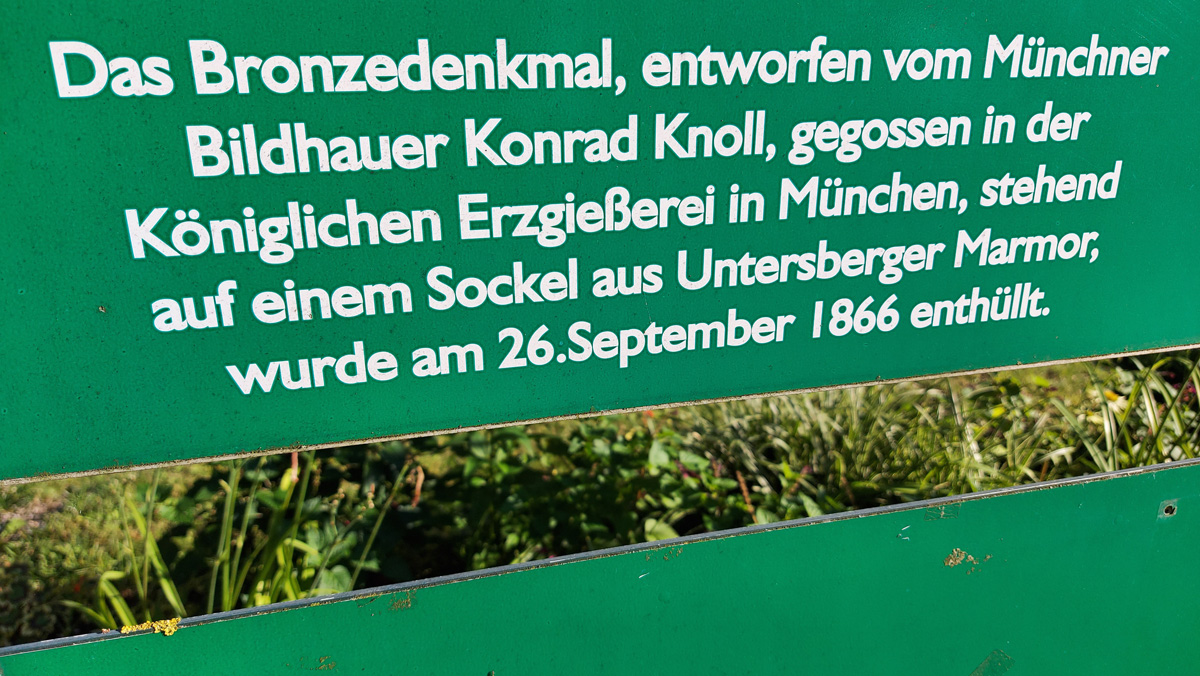 Das Bronzedenkmal, entworfen vom Münchner
Bildhauer Konrad Knoll, gegossen in der
Königlichen Erzgießerei in München, stehend
auf einem Sockel aus Untersberger Marmor,
wurde am 26.September 1866 enthüllt.